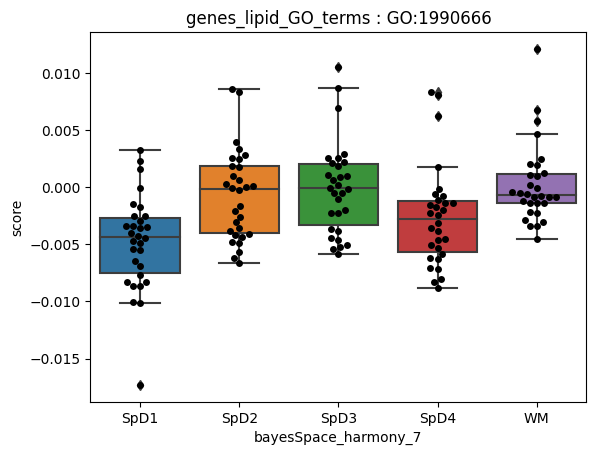 genes_lipid_GO_terms : GO:1990666
0.010
0.005
0.000
−0.005
−0.010
−0.015
score
SpD1 SpD2 SpD3 SpD4 WM
bayesSpace_harmony_7